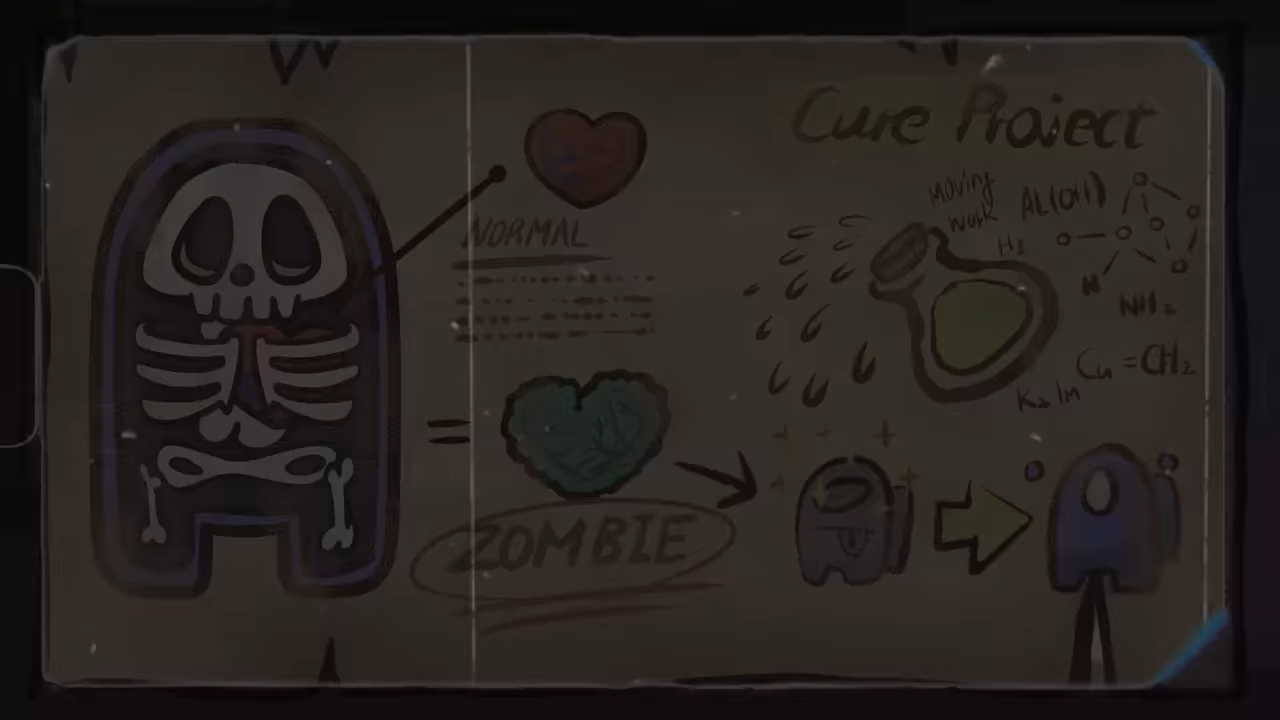 Cure Project
Moving
Work
AL(OH)
H
NH₂
NORMAL
Cu=CH₂
ZOMBIE